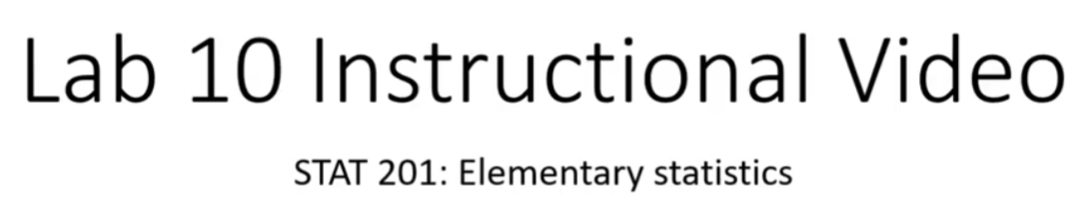 Lab 10 Instructional Video
STAT 201: Elementary statistics